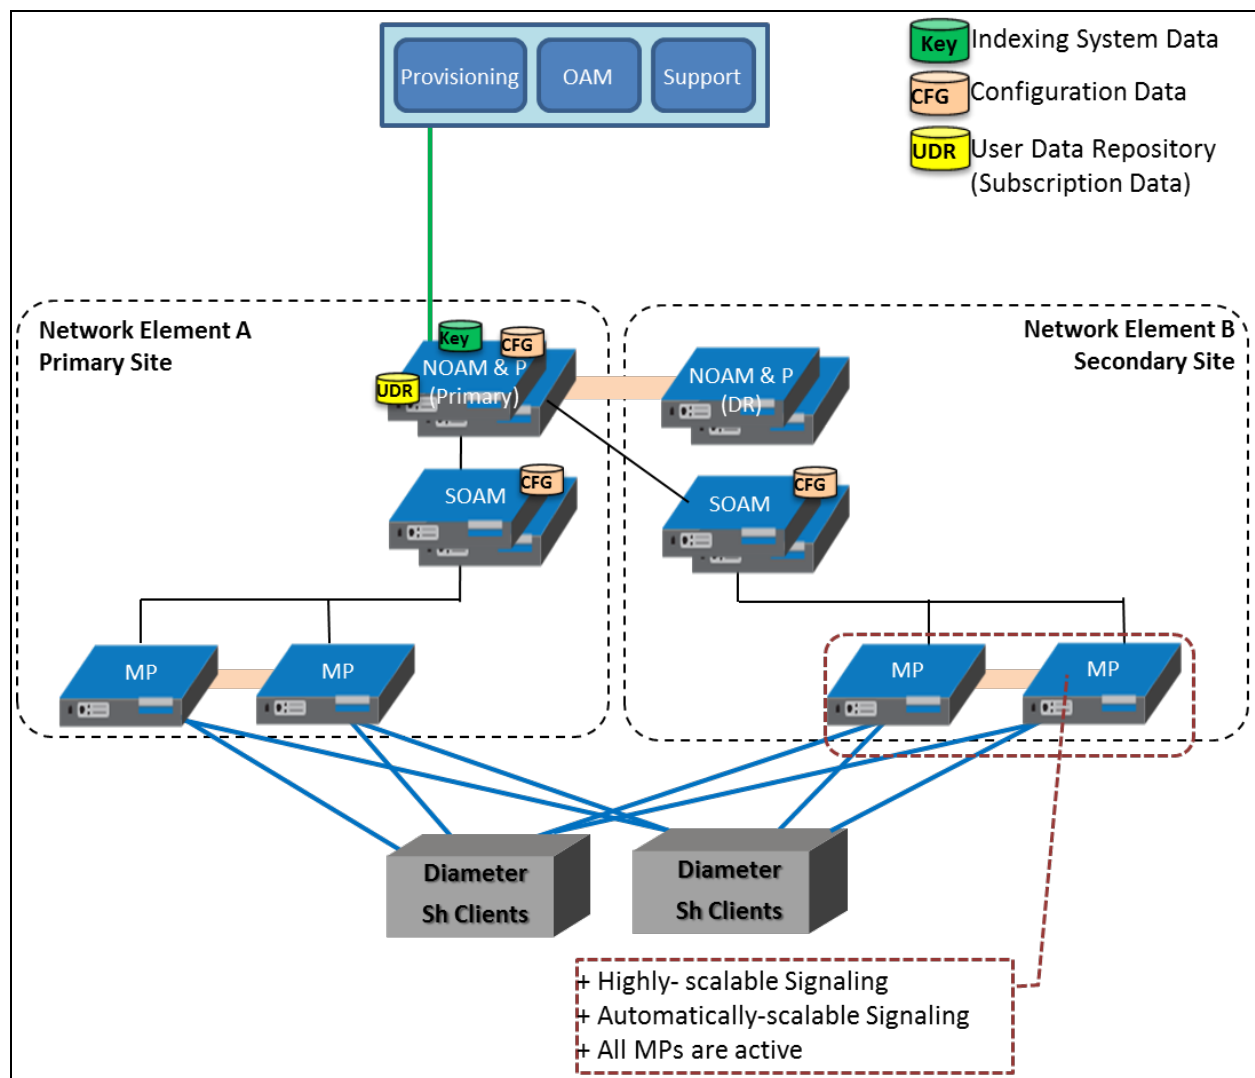 Provisioning
OAM
Support
Key
Indexing System Data
CFG
Configuration Data
UDR
User Data Repository
(Subscription Data)
Network Element A
Primary Site
Network Element B
Secondary Site
Key
CFG
UDR
NOAM & P
(Primary)
NOAM & P
(DR)
SOAM
CFG
SOAM
CFG
MP
MP
MP
MP
Diameter
Sh Clients
Diameter
Sh Clients
+ Highly- scalable Signaling
+ Automatically-scalable Signaling
+ All MPs are active